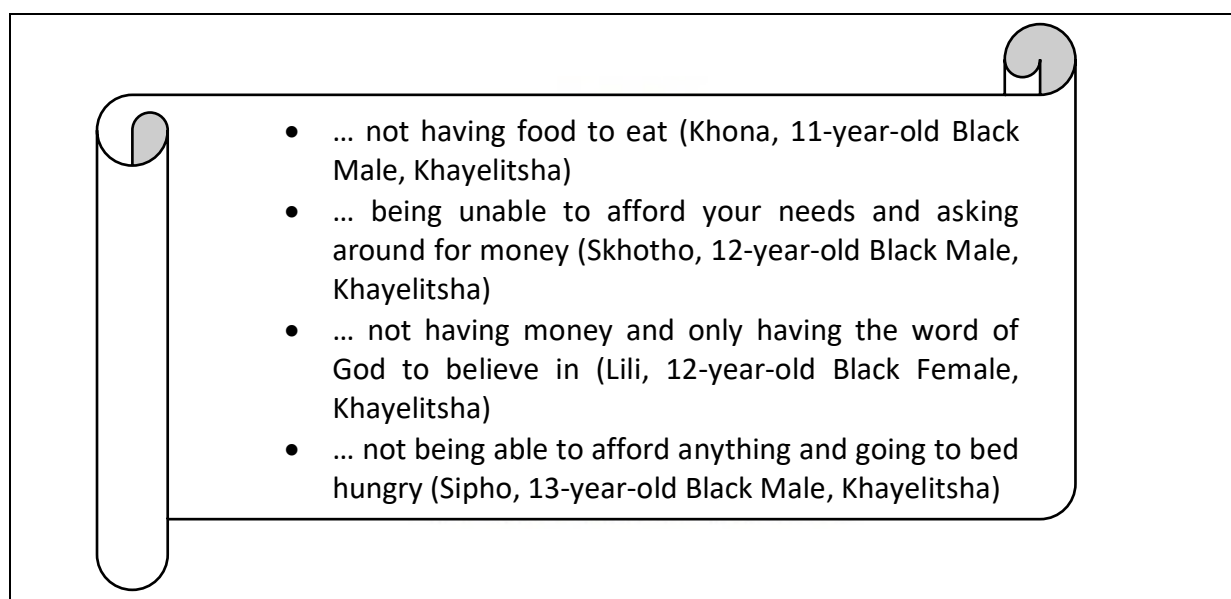 • … not having food to eat (Khona, 11-year-old Black
Male, Khayelitsha)
• … being unable to afford your needs and asking
around for money (Skhotho, 12-year-old Black Male,
Khayelitsha)
• … not having money and only having the word of
God to believe in (Lili, 12-year-old Black Female,
Khayelitsha)
• … not being able to afford anything and going to bed
hungry (Sipho, 13-year-old Black Male, Khayelitsha)